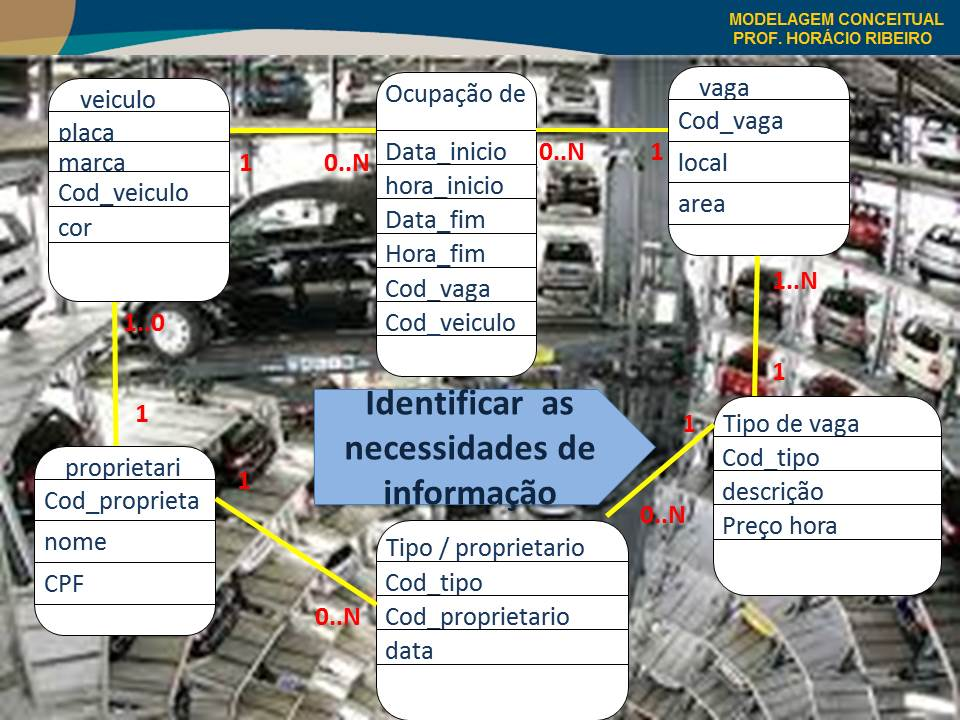 MODELAGEM CONCEITUAL
PROF. HORÁCIO RIBEIRO
veiculo
placa
marca
Cod_veiculo
cor
1
0..N
Ocupação de
Data_inicio
hora_inicio
Data_fim
Hora_fim
Cod_vaga
Cod_veiculo
0..N
1
vaga
Cod_vaga
local
area
1..0
1
1..N
1
Identificar as
necessidades de
informação
proprietari
Cod_proprieta
nome
CPF
1
0..N
Tipo / proprietario
Cod_tipo
Cod_proprietario
data
1
0..N
Tipo de vaga
Cod_tipo
descrição
Preço hora